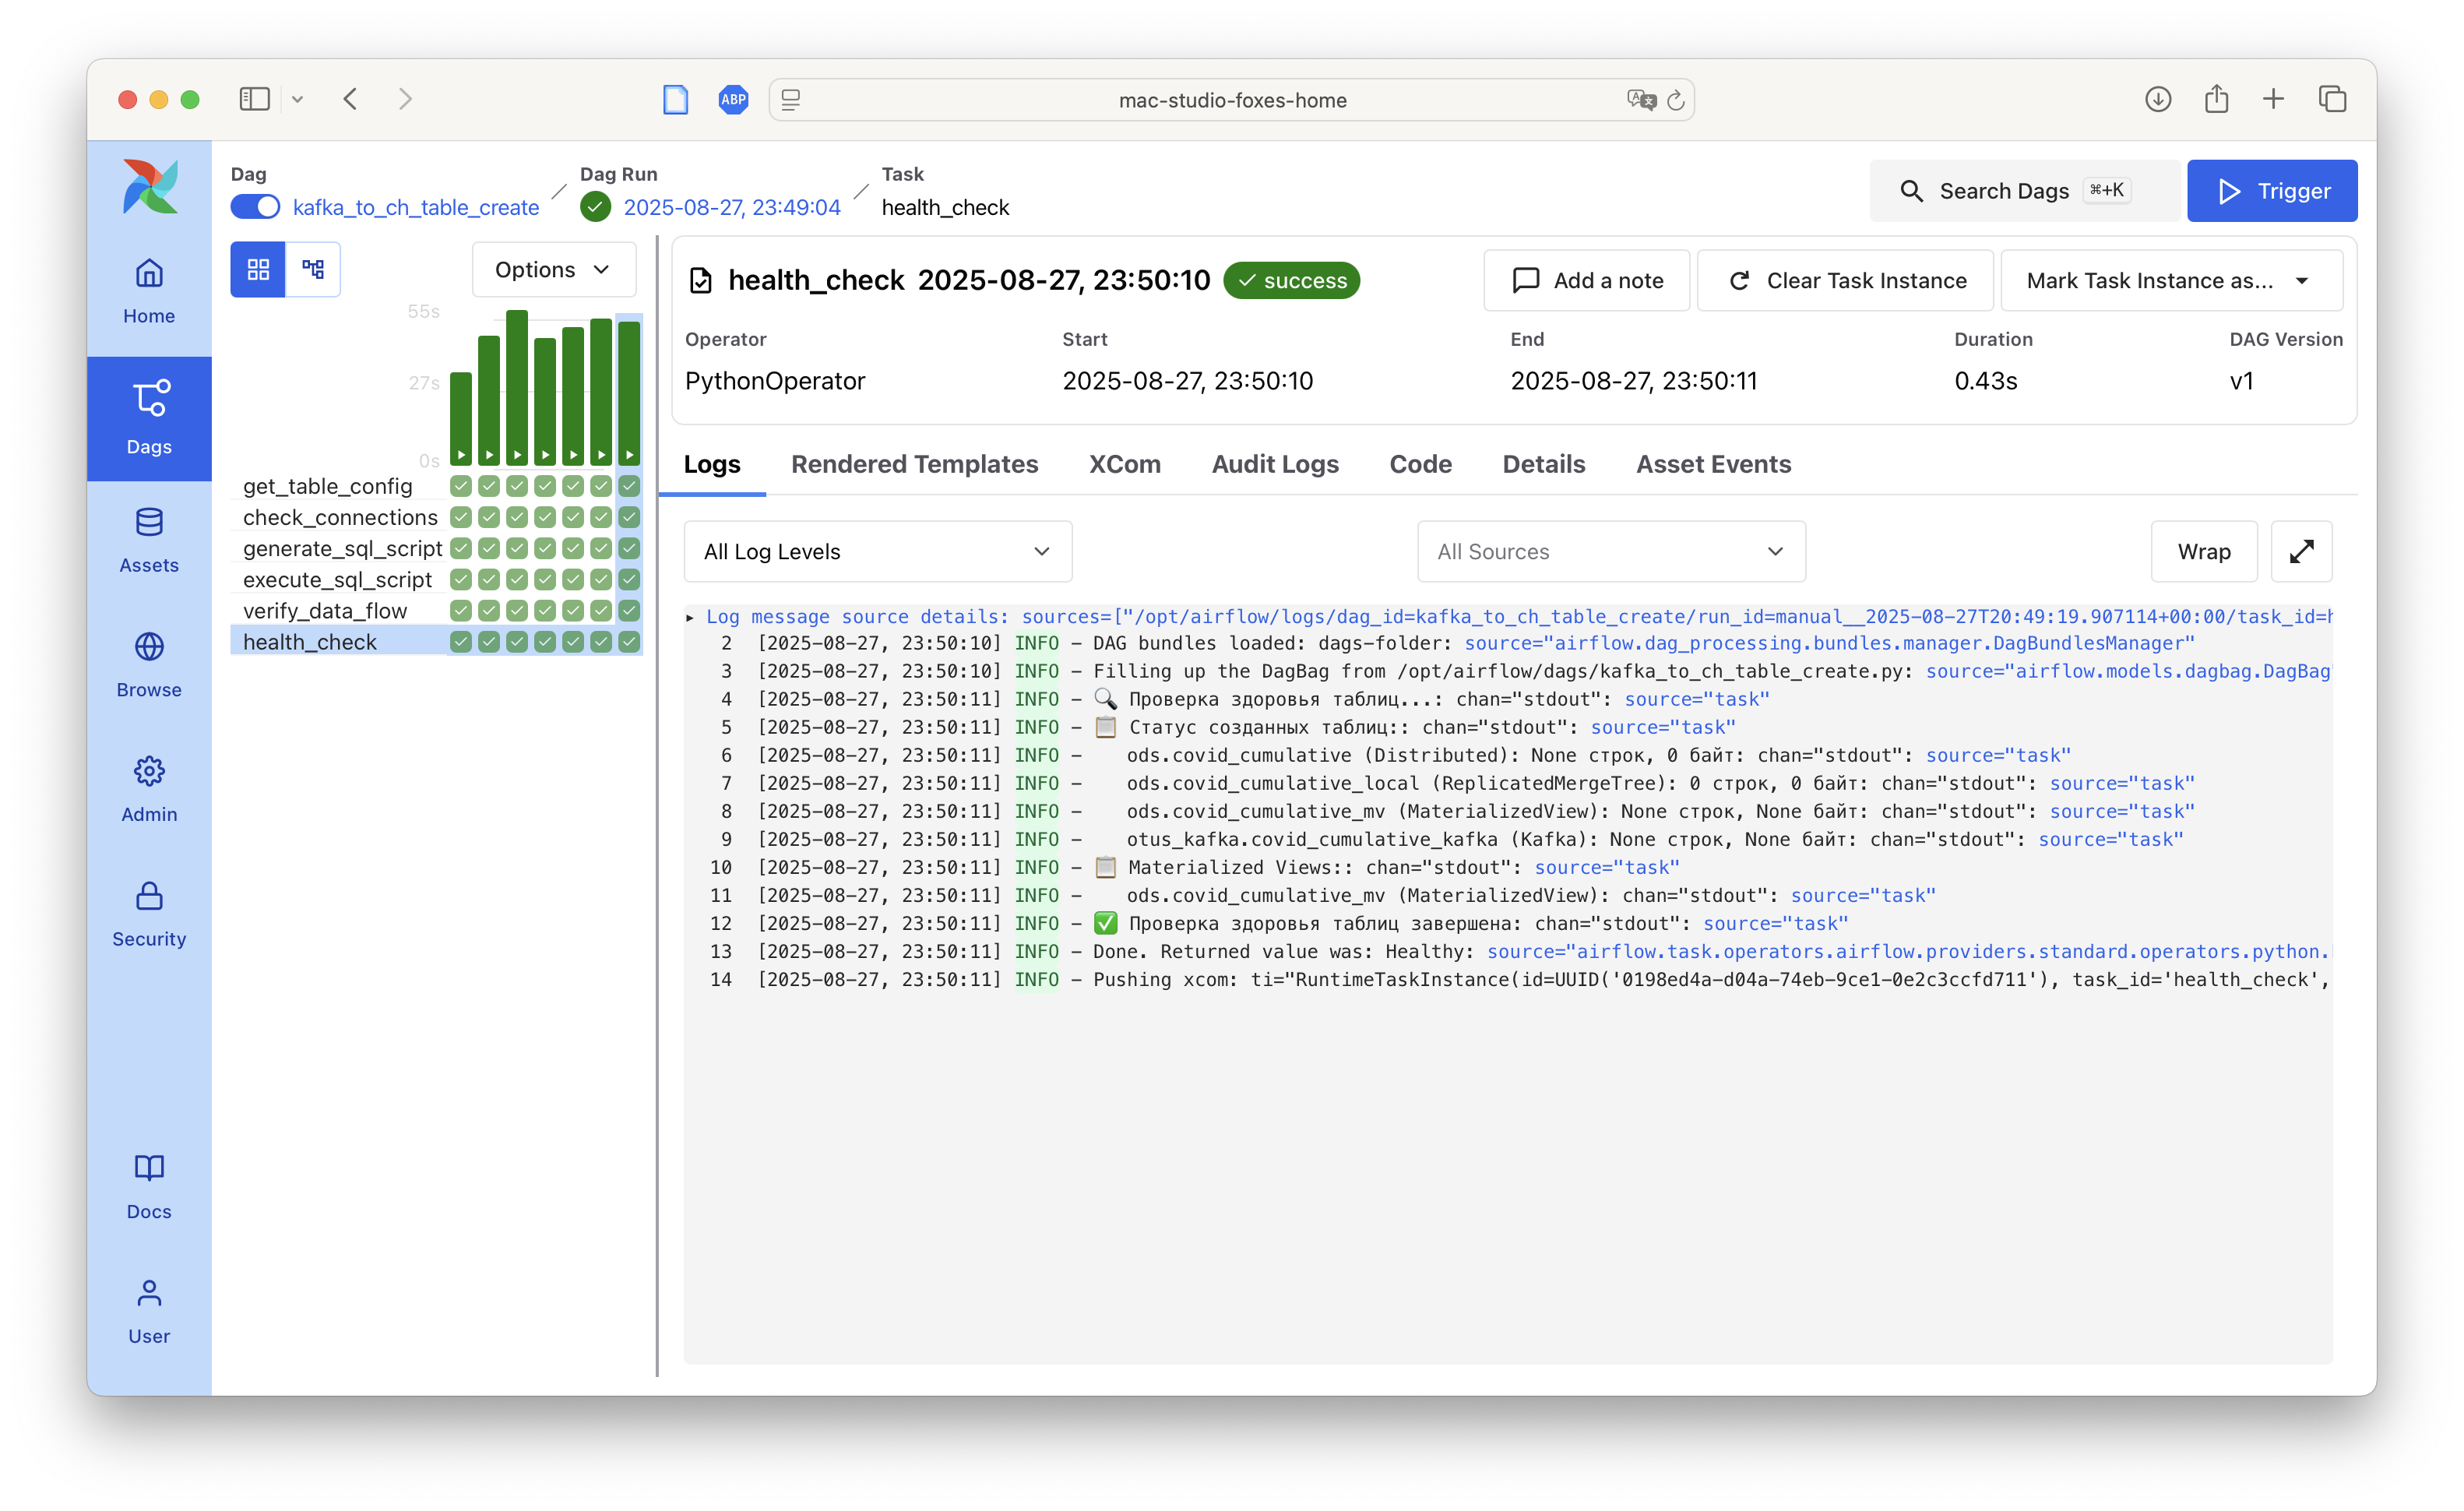 ABP
mac-studio-foxes-home
Dag
kafka_to_ch_table_create
Dag Run
2025-08-27, 23:49:04
Task
health_check
Search Dags ⌘+K
Trigger
Home
Dags
Assets
Browse
Admin
Security
Docs
User
Options
55s
27s
0s
get_table_config
check_connections
generate_sql_script
execute_sql_script
verify_data_flow
health_check
health_check 2025-08-27, 23:50:10 success
Add a note
Clear Task Instance
Mark Task Instance as...
Operator Start End Duration DAG Version
PythonOperator 2025-08-27, 23:50:10 2025-08-27, 23:50:11 0.43s v1
Logs Rendered Templates XCom Audit Logs Code Details Asset Events
All Log Levels
All Sources
Wrap
Log message source details: sources=["/opt/airflow/logs/dag_id=kafka_to_ch_table_create/run_id=manual__2025-08-27T20:49:19.907114+00:00/task_id=h
2 [2025-08-27, 23:50:10] INFO – DAG bundles loaded: dags-folder: source="airflow.dag_processing.bundles.manager.DagBundlesManager"
3 [2025-08-27, 23:50:10] INFO – Filling up the DagBag from /opt/airflow/dags/kafka_to_ch_table_create.py: source="airflow.models.dagbag.DagBag"
4 [2025-08-27, 23:50:11] INFO – 🔍 Проверка здоровья таблиц...: chan="stdout": source="task"
5 [2025-08-27, 23:50:11] INFO – 📋 Статус созданных таблиц:: chan="stdout": source="task"
6 [2025-08-27, 23:50:11] INFO – ods.covid_cumulative (Distributed): None строк, 0 байт: chan="stdout": source="task"
7 [2025-08-27, 23:50:11] INFO – ods.covid_cumulative_local (ReplicatedMergeTree): 0 строк, 0 байт: chan="stdout": source="task"
8 [2025-08-27, 23:50:11] INFO – ods.covid_cumulative_mv (MaterializedView): None строк, None байт: chan="stdout": source="task"
9 [2025-08-27, 23:50:11] INFO – otus_kafka.covid_cumulative_kafka (Kafka): None строк, None байт: chan="stdout": source="task"
10 [2025-08-27, 23:50:11] INFO – 📋 Materialized Views:: chan="stdout": source="task"
11 [2025-08-27, 23:50:11] INFO – ods.covid_cumulative_mv (MaterializedView): chan="stdout": source="task"
12 [2025-08-27, 23:50:11] INFO – ✅ Проверка здоровья таблиц завершена: chan="stdout": source="task"
13 [2025-08-27, 23:50:11] INFO – Done. Returned value was: Healthy: source="airflow.task.operators.airflow.providers.standard.operators.python.
14 [2025-08-27, 23:50:11] INFO – Pushing xcom: ti="RuntimeTaskInstance(id=UUID('0198ed4a-d04a-74eb-9ce1-0e2c3ccfd711'), task_id='health_check',